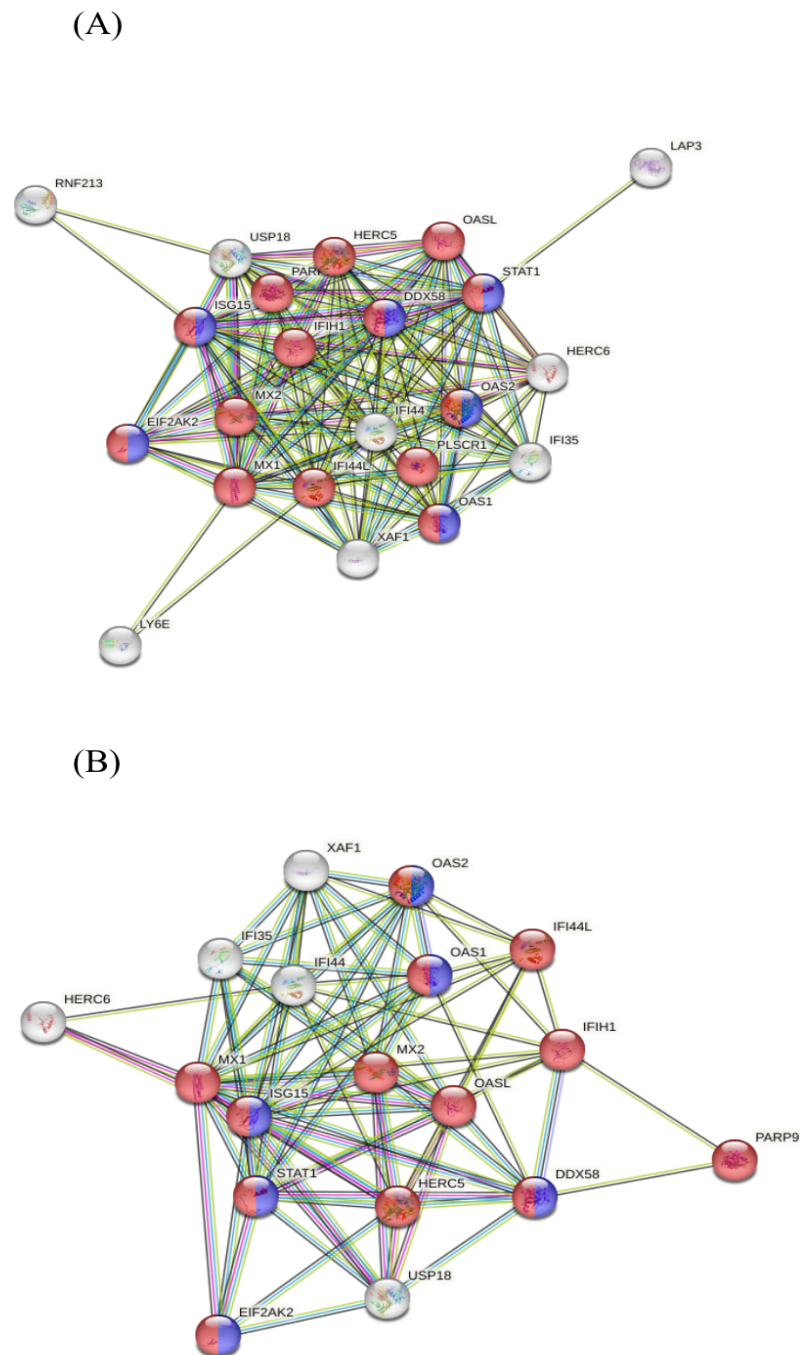 (A)
LAP3
RNF213
OASL
USP18
HERC5
STAT1
PARP
DDX58
ISG15
IFIH1
HERC6
OAS2
MX2
IFI44
EIF2AK2
PLSCR1
IFI35
MX1
IFI44L
OAS1
XAF1
LY6E
(B)
XAF1
OAS2
IFI44L
IFI35
IFI44
OAS1
HERC6
IFIH1
MX2
MX1
OASL
ISG15
PARP9
STAT1
HERC5
DDX58
USP18
EIF2AK2